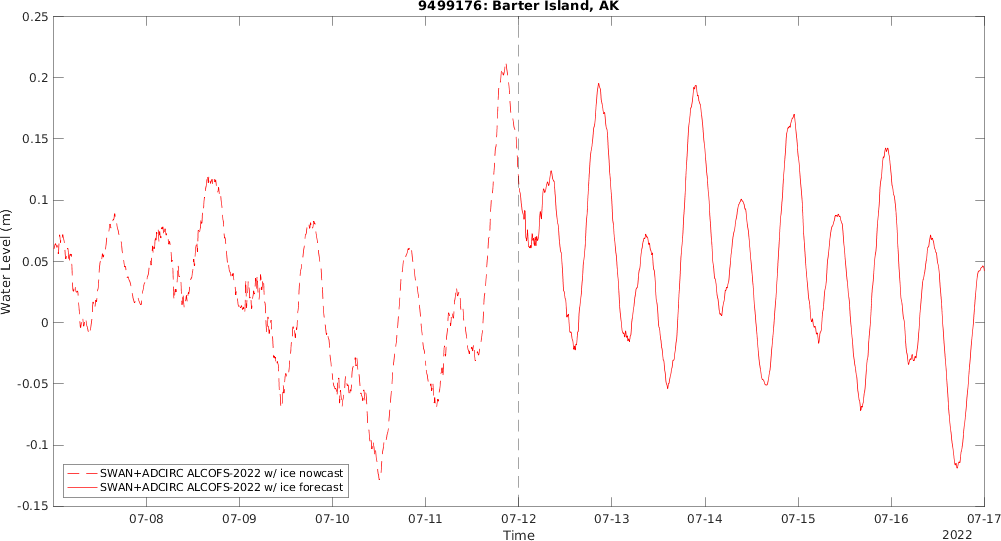 9499176: Barter Island, AK
0.25
0.2
0.15
0.1
0.05
0
-0.05
-0.1
-0.15
Water Level (m)
SWAN+ADCIRC ALCOFS-2022 w/ ice nowcast
SWAN+ADCIRC ALCOFS-2022 w/ ice forecast
07-08 07-09 07-10 07-11 07-12 07-13 07-14 07-15 07-16 07-17
Time
2022